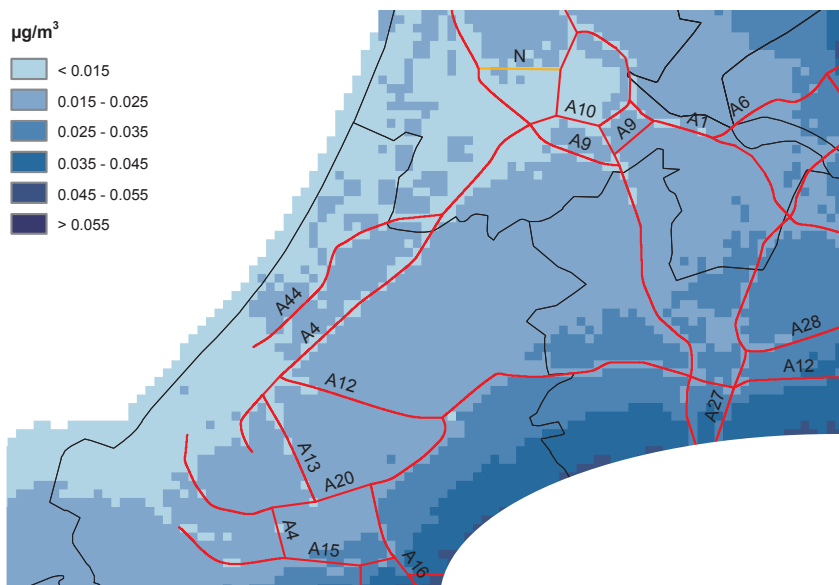 µg/m³
< 0.015
0.015 - 0.025
0.025 - 0.035
0.035 - 0.045
0.045 - 0.055
> 0.055
N
A10
A9
A9
A1
A6
A44
A4
A12
A28
A12
A27
A13
A20
A4
A15
A16